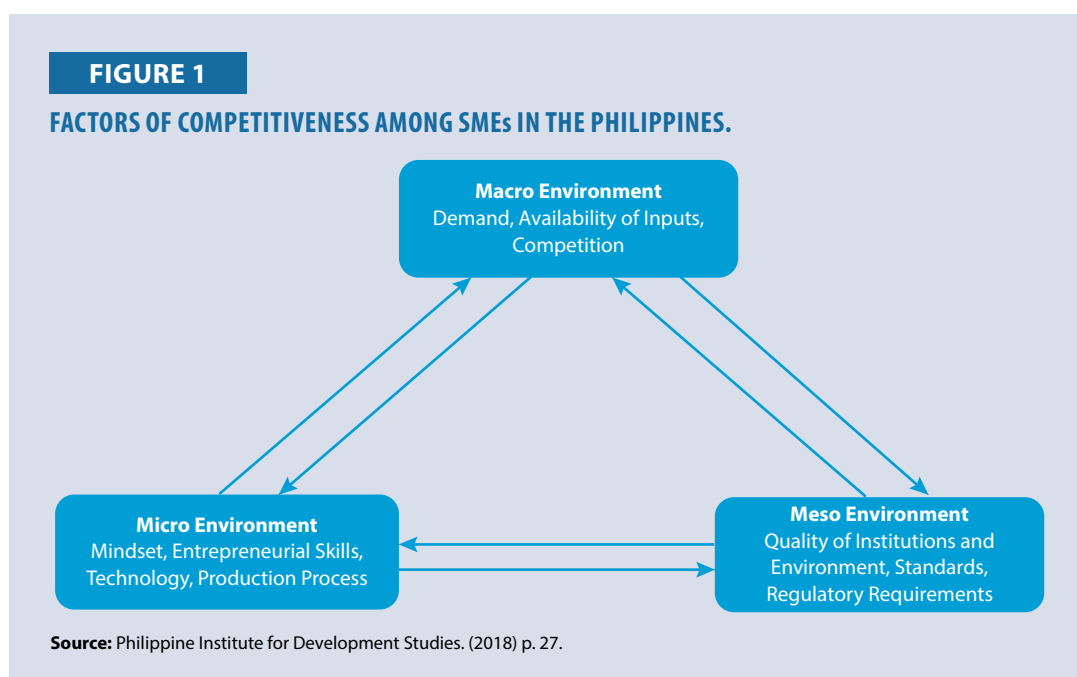 FIGURE 1
FACTORS OF COMPETITIVENESS AMONG SMEs IN THE PHILIPPINES.
Macro Environment
Demand, Availability of Inputs,
Competition
Micro Environment
Mindset, Entrepreneurial Skills,
Technology, Production Process
Meso Environment
Quality of Institutions and
Environment, Standards,
Regulatory Requirements
Source: Philippine Institute for Development Studies. (2018) p. 27.